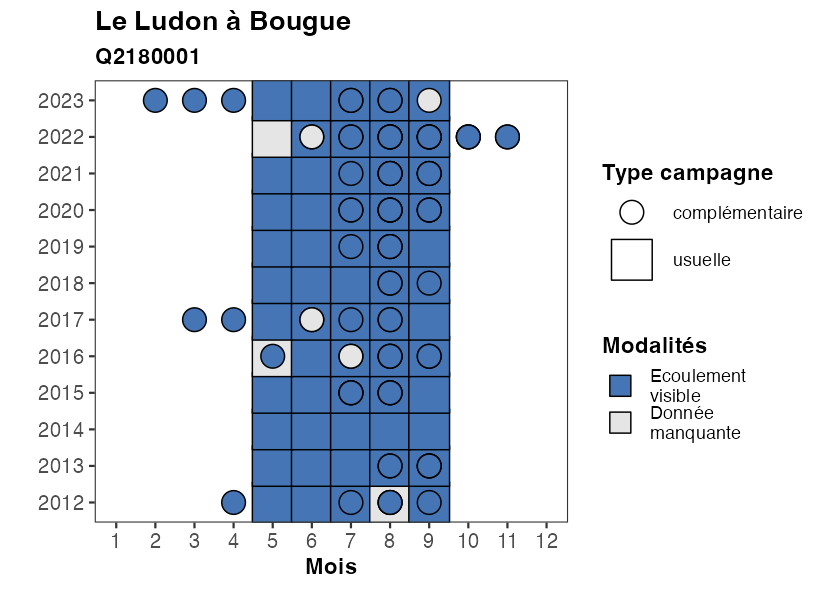 Le Ludon à Bougue
Q2180001
2023
2022
2021
2020
2019
2018
2017
2016
2015
2014
2013
2012
1 2 3 4 5 6 7 8 9 10 11 12
Mois
Type campagne
complémentaire
usuelle
Modalités
Ecoulement
visible
Donnée
manquante